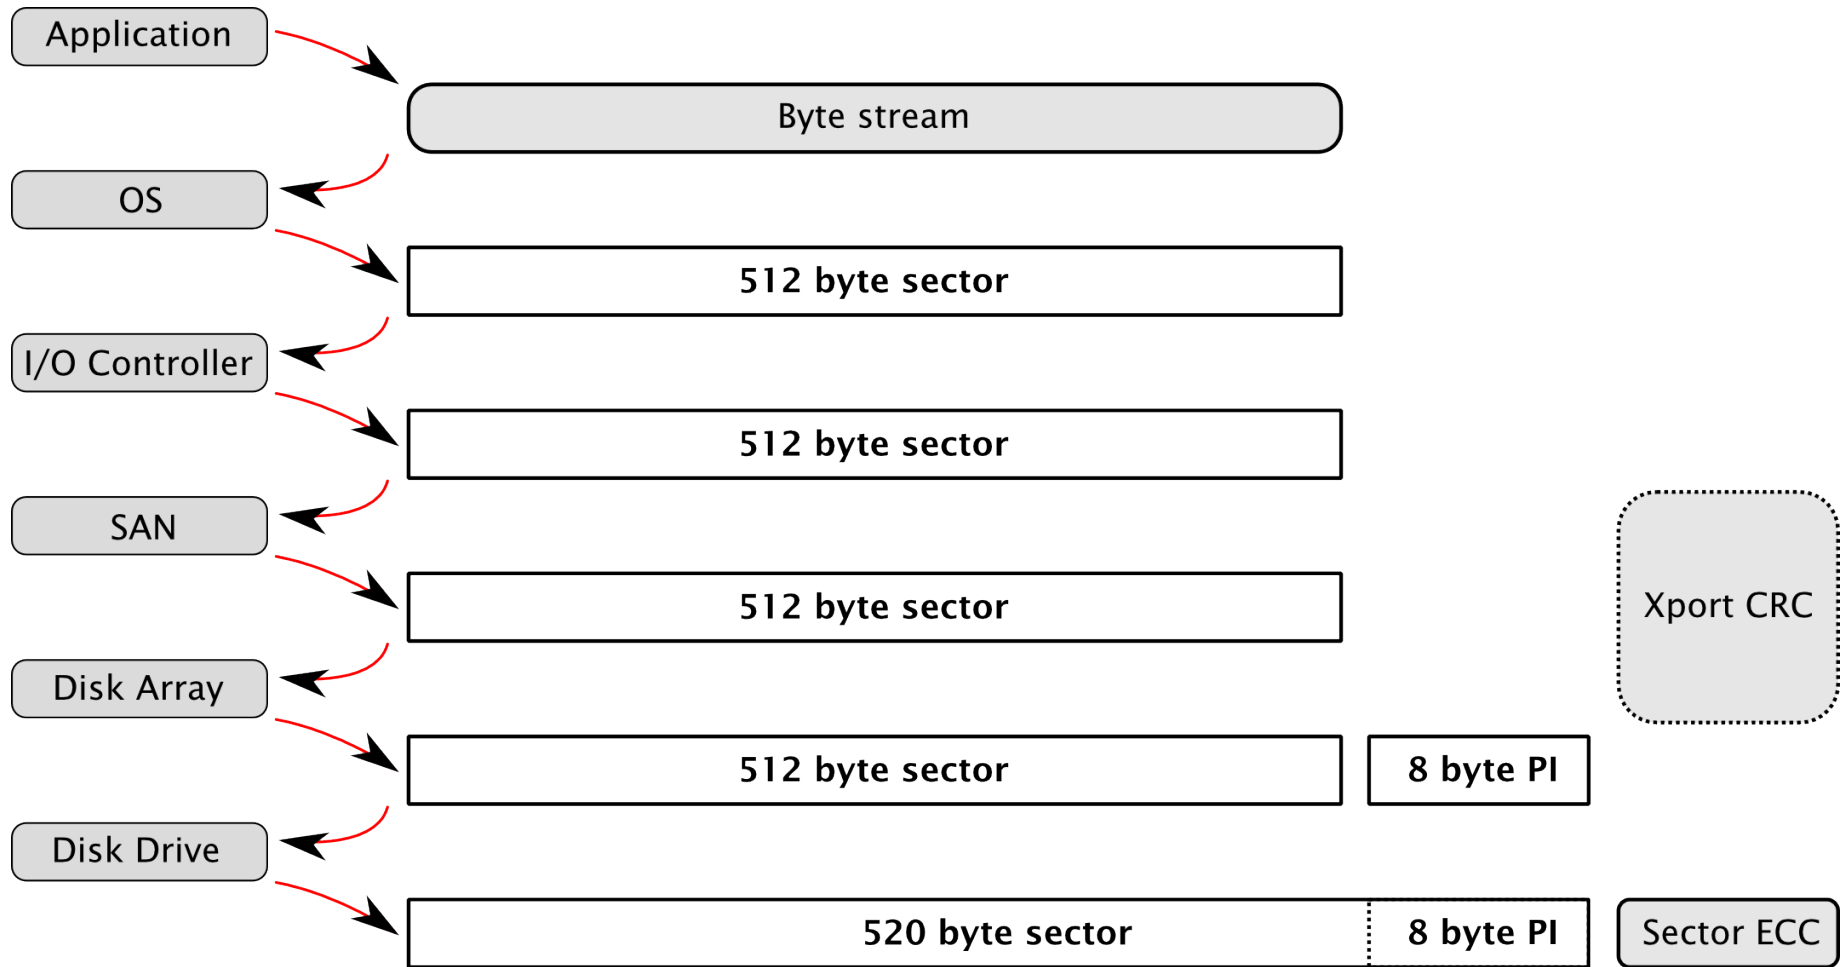 Application
Byte stream
OS
512 byte sector
I/O Controller
512 byte sector
SAN
512 byte sector
Xport CRC
Disk Array
512 byte sector
8 byte PI
Disk Drive
520 byte sector
8 byte PI
Sector ECC